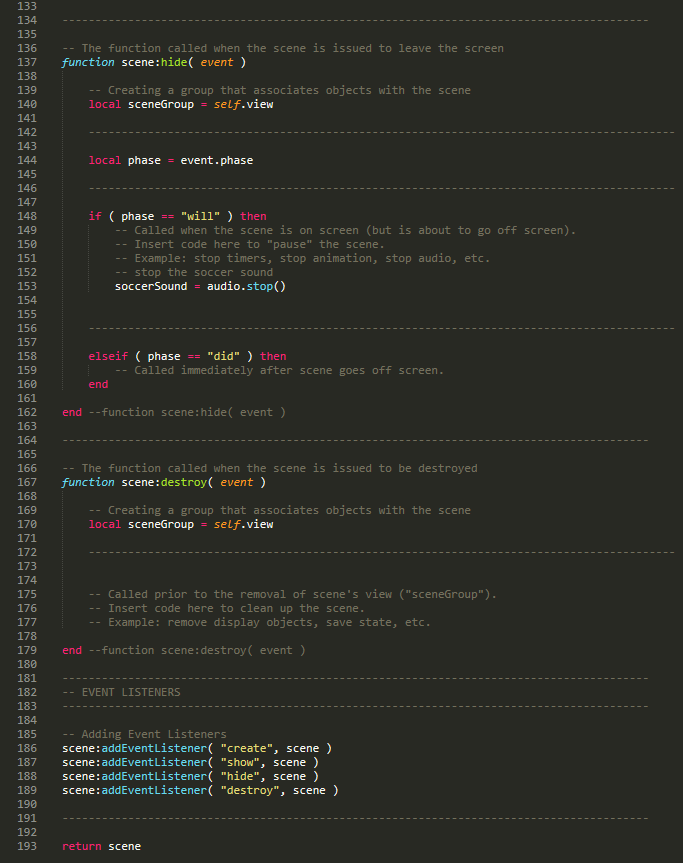 133
134 -----------------------------------------------------------------------------------------
135
136 -- The function called when the scene is issued to leave the screen
137 function scene:hide( event )
138
139 -- Creating a group that associates objects with the scene
140 local sceneGroup = self.view
141
142 -----------------------------------------------------------------------------------------
143
144 local phase = event.phase
145
146 -----------------------------------------------------------------------------------------
147
148 if ( phase == "will" ) then
149 -- Called when the scene is on screen (but is about to go off screen).
150 -- Insert code here to "pause" the scene.
151 -- Example: stop timers, stop animation, stop audio, etc.
152 -- stop the soccer sound
153 soccerSound = audio.stop()
154
155
156 -----------------------------------------------------------------------------------------
157
158 elseif ( phase == "did" ) then
159 -- Called immediately after scene goes off screen.
160 end
161
162 end --function scene:hide( event )
163
164 -----------------------------------------------------------------------------------------
165
166 -- The function called when the scene is issued to be destroyed
167 function scene:destroy( event )
168
169 -- Creating a group that associates objects with the scene
170 local sceneGroup = self.view
171
172 -----------------------------------------------------------------------------------------
173
174
175 -- Called prior to the removal of scene's view ("sceneGroup").
176 -- Insert code here to clean up the scene.
177 -- Example: remove display objects, save state, etc.
178
179 end --function scene:destroy( event )
180
181 -----------------------------------------------------------------------------------------
182 -- EVENT LISTENERS
183 -----------------------------------------------------------------------------------------
184
185 -- Adding Event Listeners
186 scene:addEventListener( "create", scene )
187 scene:addEventListener( "show", scene )
188 scene:addEventListener( "hide", scene )
189 scene:addEventListener( "destroy", scene )
190
191 -----------------------------------------------------------------------------------------
192
193 return scene